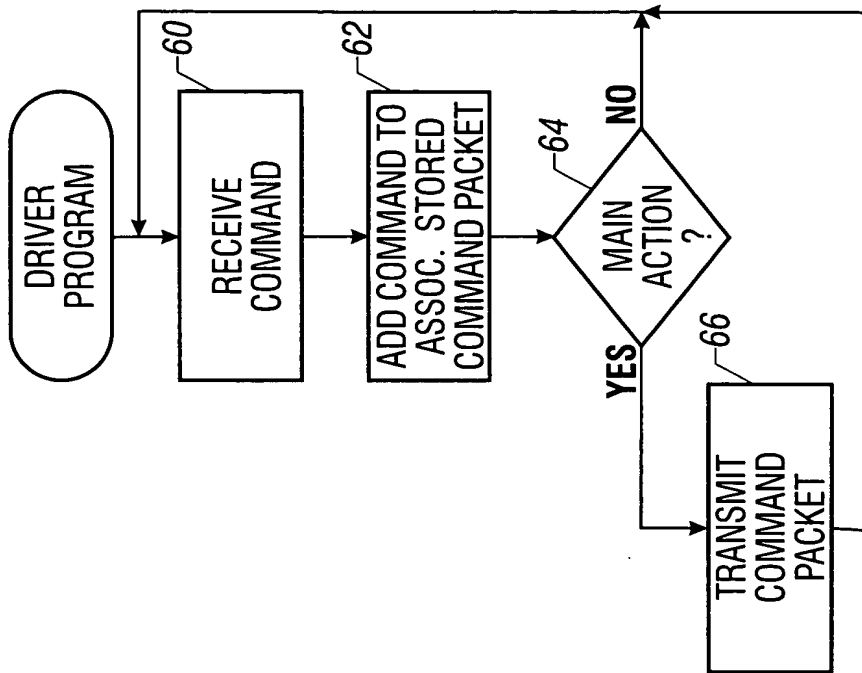 DRIVER
PROGRAM
60
RECEIVE
COMMAND
62
ADD COMMAND TO
ASSOC. STORED
COMMAND PACKET
64
MAIN
ACTION
?
NO
YES
66
TRANSMIT
COMMAND
PACKET